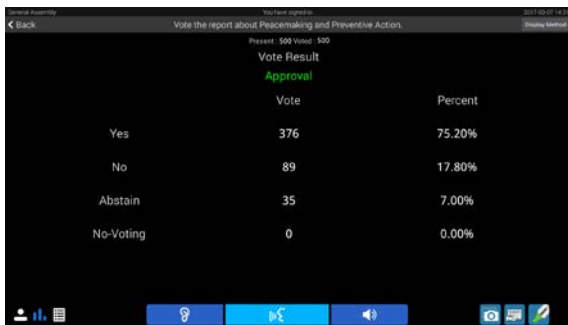 General Assembly You have signed in 2017-03-07 14:31
Back Vote the report about Peacemaking and Preventive Action. Display Method
Present : 500 Voted : 500
Vote Result
Approval
Vote Percent
Yes 376 75.20%
No 89 17.80%
Abstain 35 7.00%
No-Voting 0 0.00%